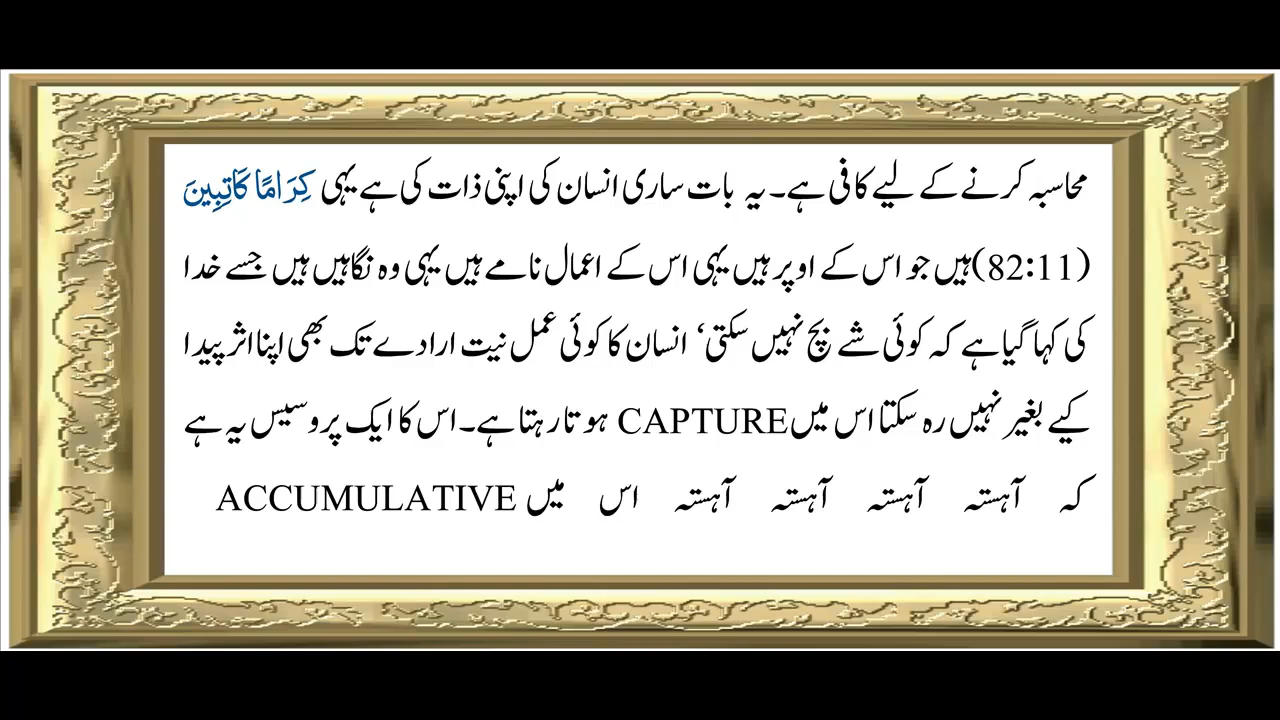 محاسبہ کرنے کے لیے کافی ہے۔ یہ بات ساری انسان کی اپنی ذات کی ہے یہی کِرَامًا کَاتِبِینَ
(82:11)ہیں جو اس کے اوپر ہیں یہی اس کے اعمال نامے ہیں یہی وہ نگاہیں ہیں جسے خدا
کی کہا گیا ہے کہ کوئی شے بچ نہیں سکتی، انسان کا کوئی عمل نیت ارادے تک بھی اپنا اثر پیدا
کیے بغیر نہیں رہ سکتا اس میں CAPTURE ہوتا رہتا ہے۔ اس کا ایک پروسیس یہ ہے
کہ آہستہ آہستہ آہستہ آہستہ اس میں ACCUMULATIVE